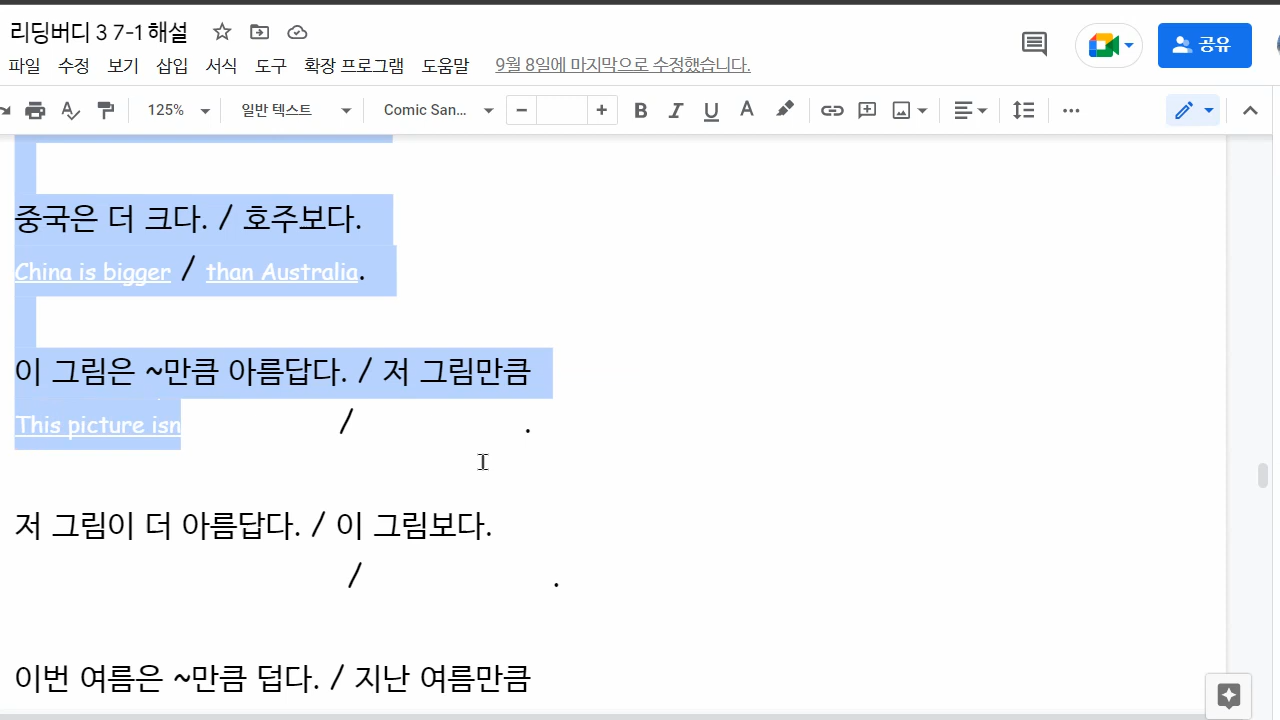 리딩버디 3 7-1 해설
파일 수정 보기 삽입 서식 도구 확장 프로그램 도움말 9월 8일에 마지막으로 수정했습니다.
공유
125% 일반 텍스트 Comic San... − + B I U A
중국은 더 크다. / 호주보다.
China is bigger / than Australia.
이 그림은 ~만큼 아름답다. / 저 그림만큼
This picture isn / .
저 그림이 더 아름답다. / 이 그림보다.
/ .
이번 여름은 ~만큼 덥다. / 지난 여름만큼